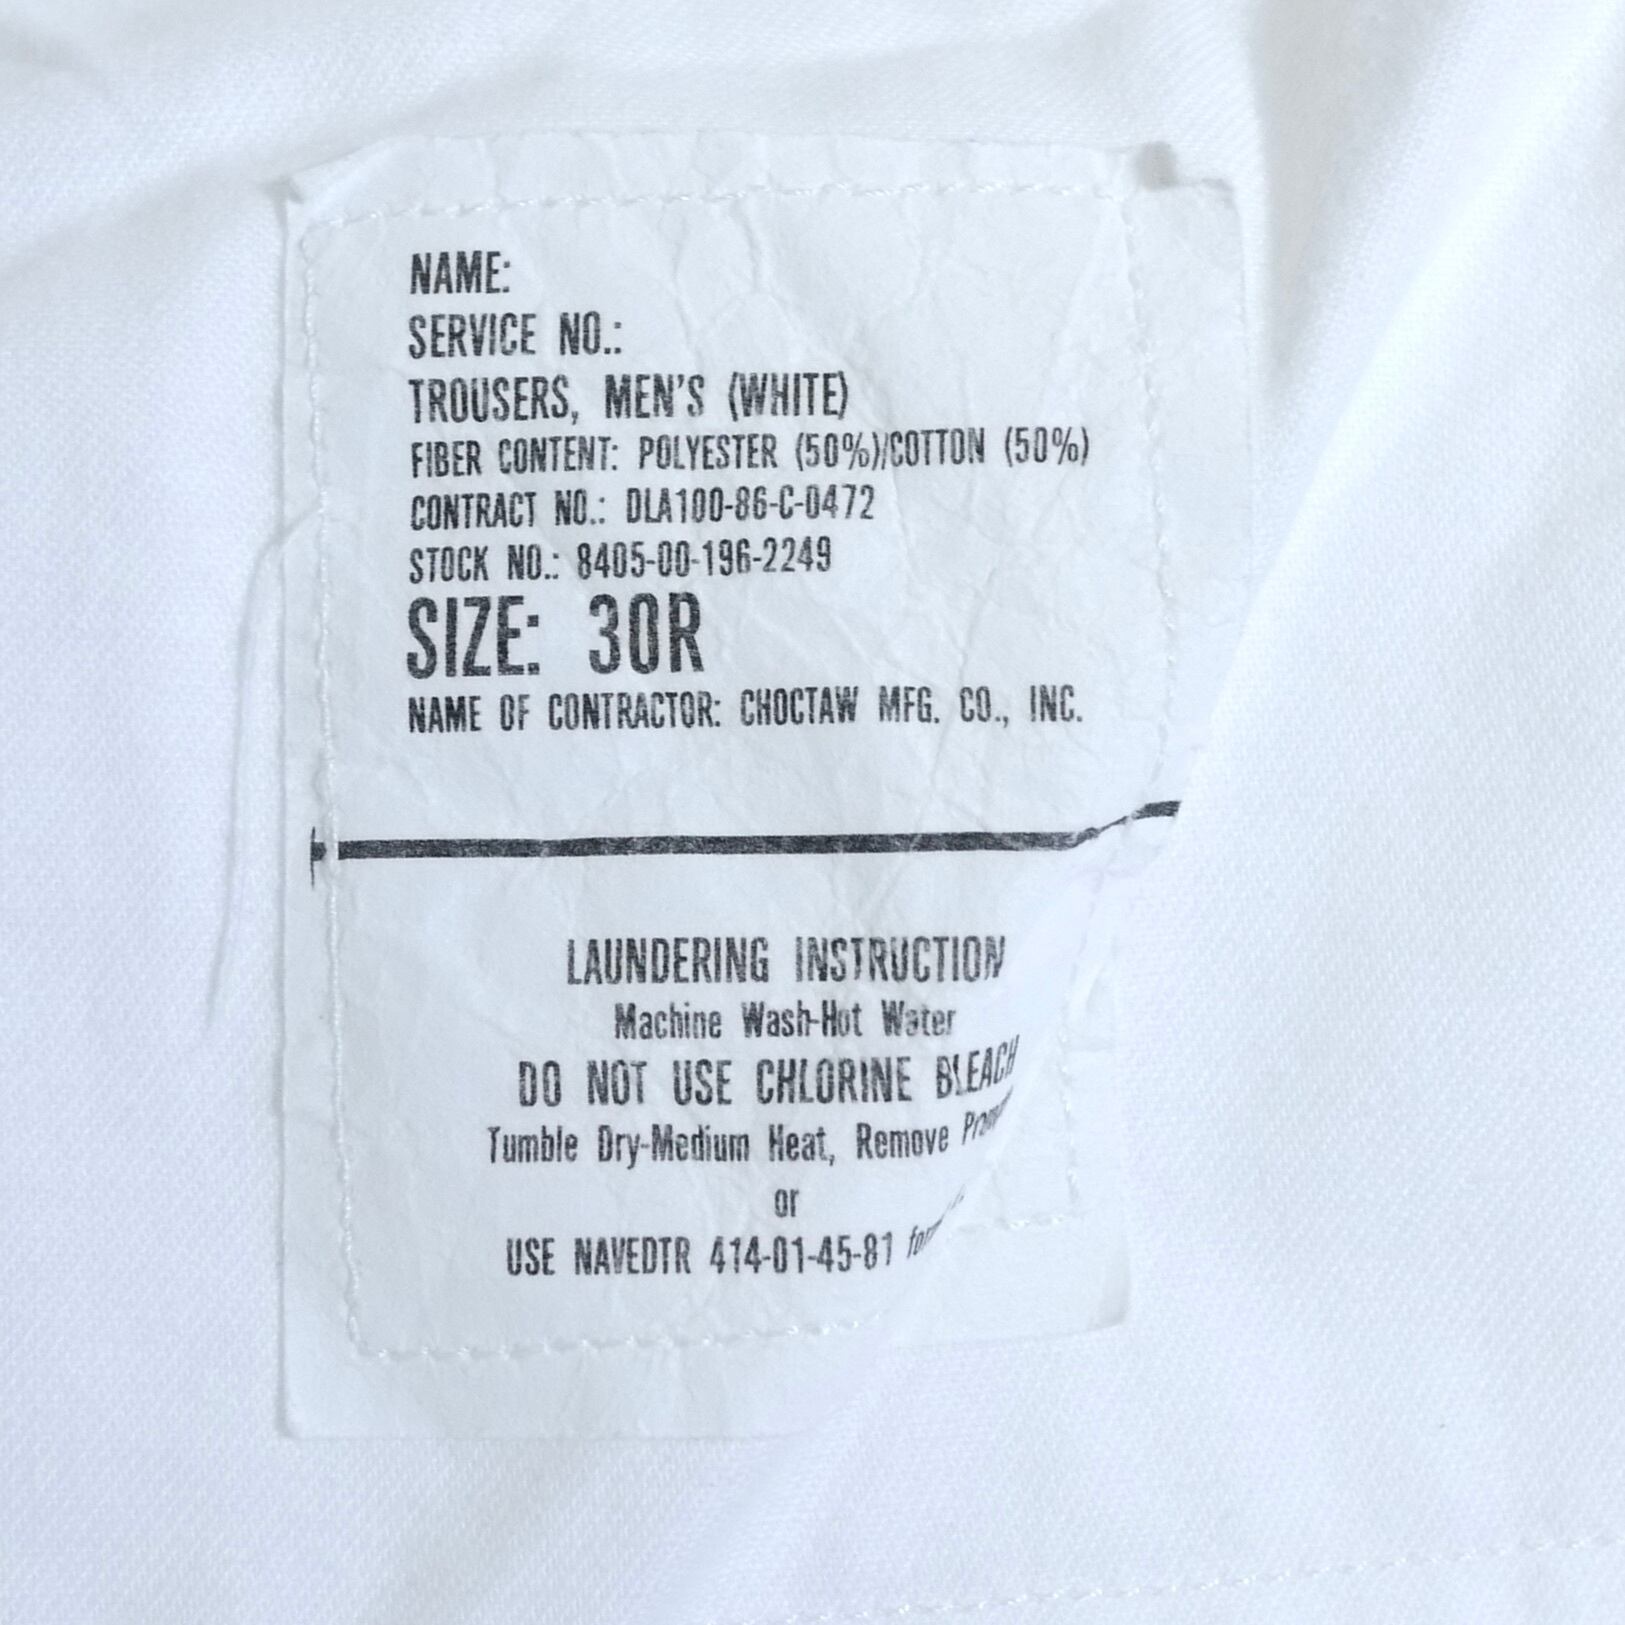 NAME:
SERVICE NO.:
TROUSERS, MEN'S (WHITE)
FIBER CONTENT: POLYESTER (50%)/COTTON (50%)
CONTRACT NO.: DLA100-86-C-0472
STOCK NO.: 8405-00-196-2249
SIZE: 30R
NAME OF CONTRACTOR: CHOCTAW MFG. CO., INC.
LAUNDERING INSTRUCTION
Machine Wash-Hot Water
DO NOT USE CHLORINE BLEACH
Tumble Dry-Medium Heat, Remove
or
USE NAVEDTR 414-01-45-81